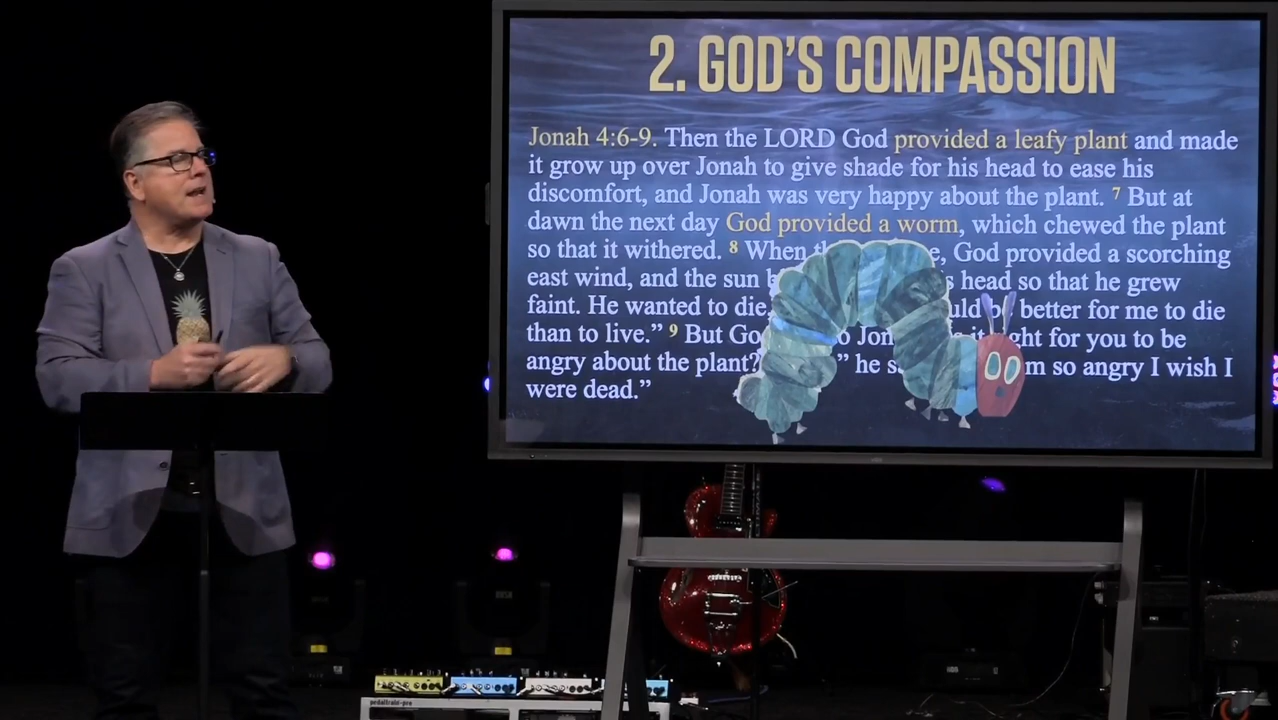 2. GOD'S COMPASSION
Jonah 4:6-9. Then the LORD God provided a leafy plant and made
it grow up over Jonah to give shade for his head to ease his
discomfort, and Jonah was very happy about the plant. 7 But at
dawn the next day God provided a worm, which chewed the plant
so that it withered. 8 When God provided a scorching
east wind, and the sun head so that he grew
faint. He wanted to die, better for me to die
than to live.” 9 But for you to be
angry about the plant? ” he so angry I wish I
were dead.”
pedaltrain-pro